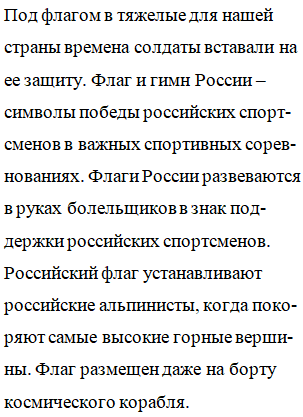 Под флагом в тяжелые для нашей
страны времена солдаты вставали на
ее защиту. Флаг и гимн России –
символы победы российских спорт-
сменов в важных спортивных сорев-
нованиях. Флаги России развеваются
в руках болельщиков в знак под-
держки российских спортсменов.
Российский флаг устанавливают
российские альпинисты, когда поко-
ряют самые высокие горные верши-
ны. Флаг размещен даже на борту
космического корабля.